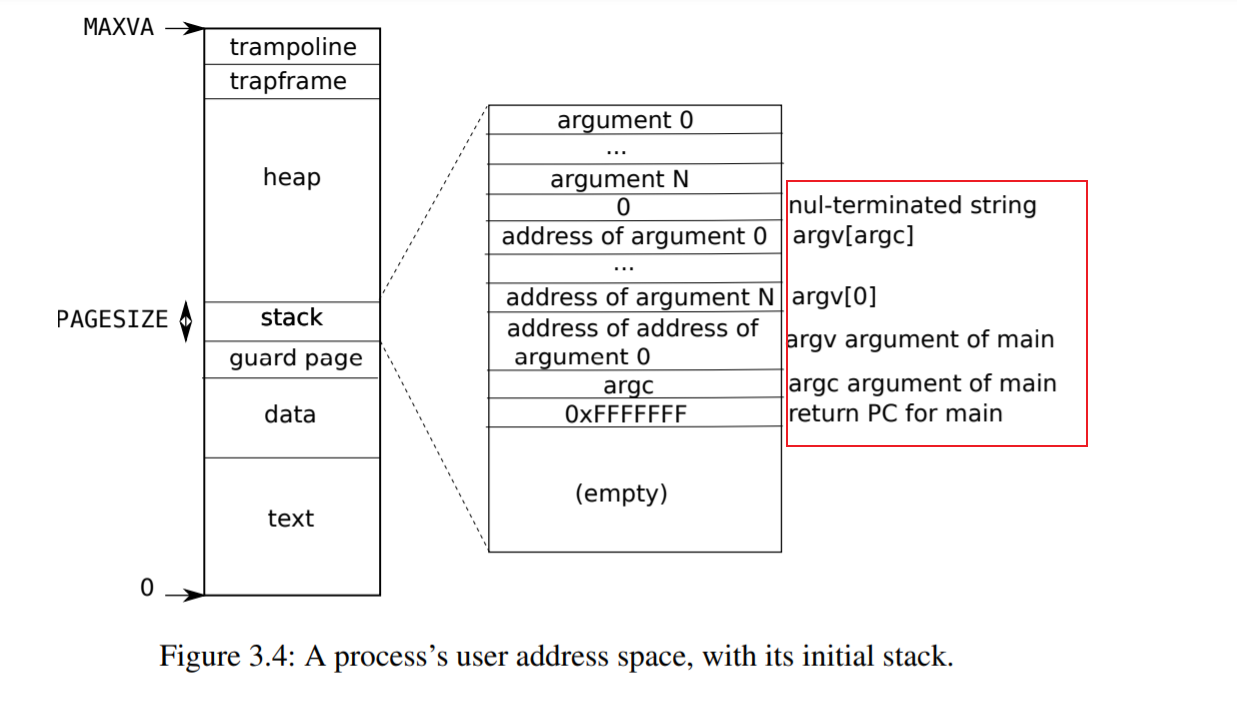 MAXVA
trampoline
trapframe
heap
PAGESIZE
stack
guard page
data
text
0
argument 0
...
argument N
0
nul-terminated string
address of argument 0
argv[argc]
...
address of argument N
argv[0]
address of address of
argument 0
argv argument of main
argc
argc argument of main
0xFFFFFFF
return PC for main
(empty)
Figure 3.4: A process’s user address space, with its initial stack.